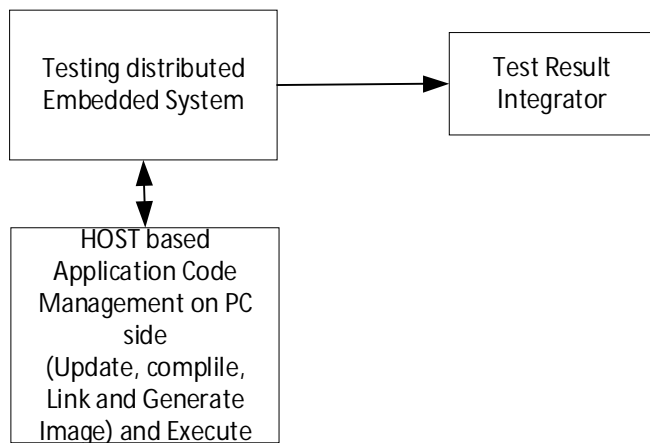 Testing distributed
Embedded System
Test Result
Integrator
HOST based
Application Code
Management on PC
side
(Update, complile,
Link and Generate
Image) and Execute